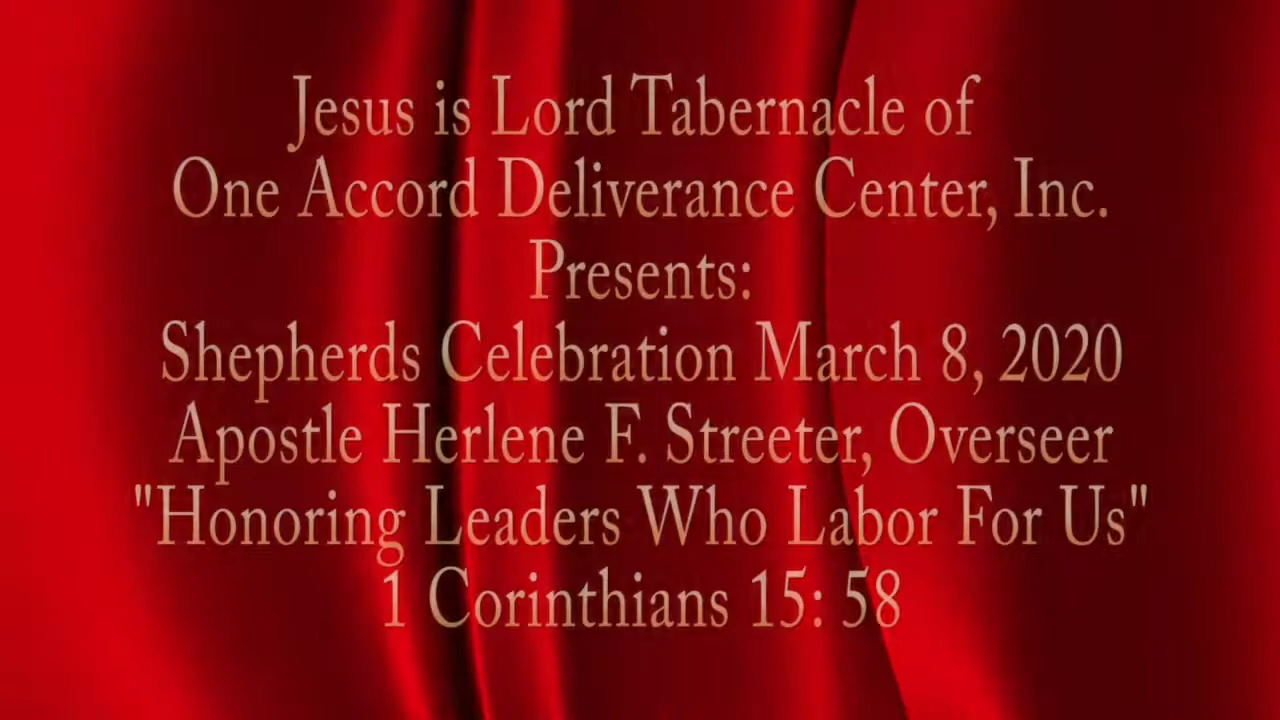 Jesus is Lord Tabernacle of
One Accord Deliverance Center, Inc.
Presents:
Shepherds Celebration March 8, 2020
Apostle Herlene F. Streeter, Overseer
"Honoring Leaders Who Labor For Us"
1 Corinthians 15: 58